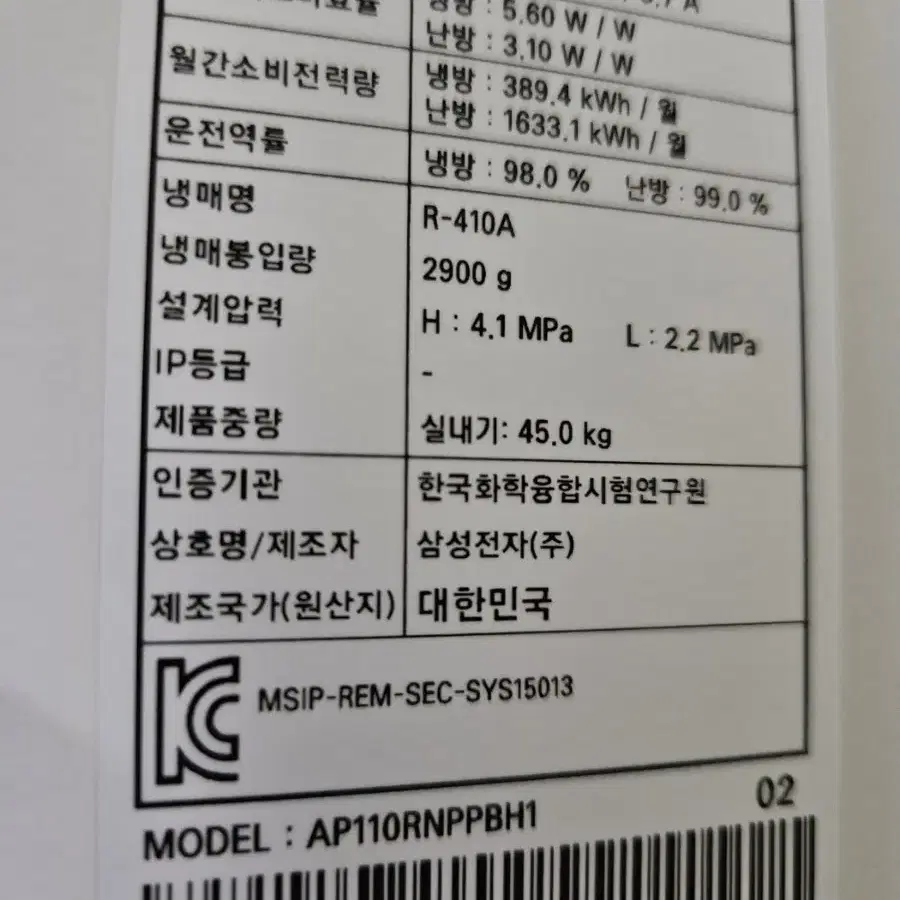 냉방 : 5.60 W / W
난방 : 3.10 W / W
월간소비전력량 냉방 : 389.4 kWh / 월
난방 : 1633.1 kWh / 월
운전역률 냉방 : 98.0 % 난방 : 99.0 %
냉매명 R-410A
냉매봉입량 2900 g
설계압력 H : 4.1 MPa L : 2.2 MPa
IP등급 -
제품중량 실내기: 45.0 kg
인증기관 한국화학융합시험연구원
상호명/제조자 삼성전자(주)
제조국가(원산지) 대한민국
KC MSIP-REM-SEC-SYS15013
02
MODEL : AP110RNPPBH1